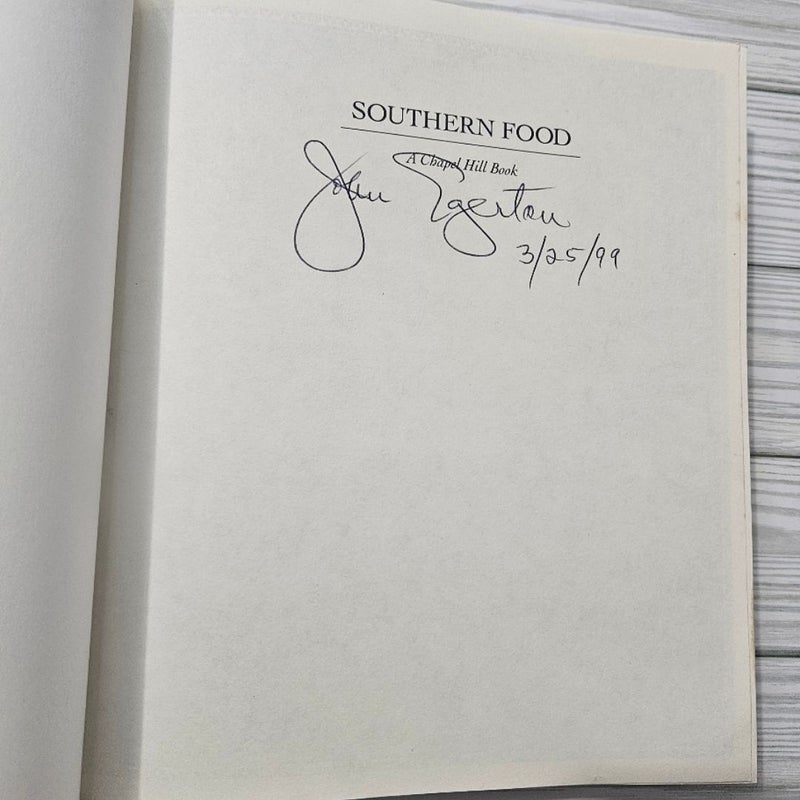 SOUTHERN FOOD
A Chapel Hill Book
John Egerton
3/25/99